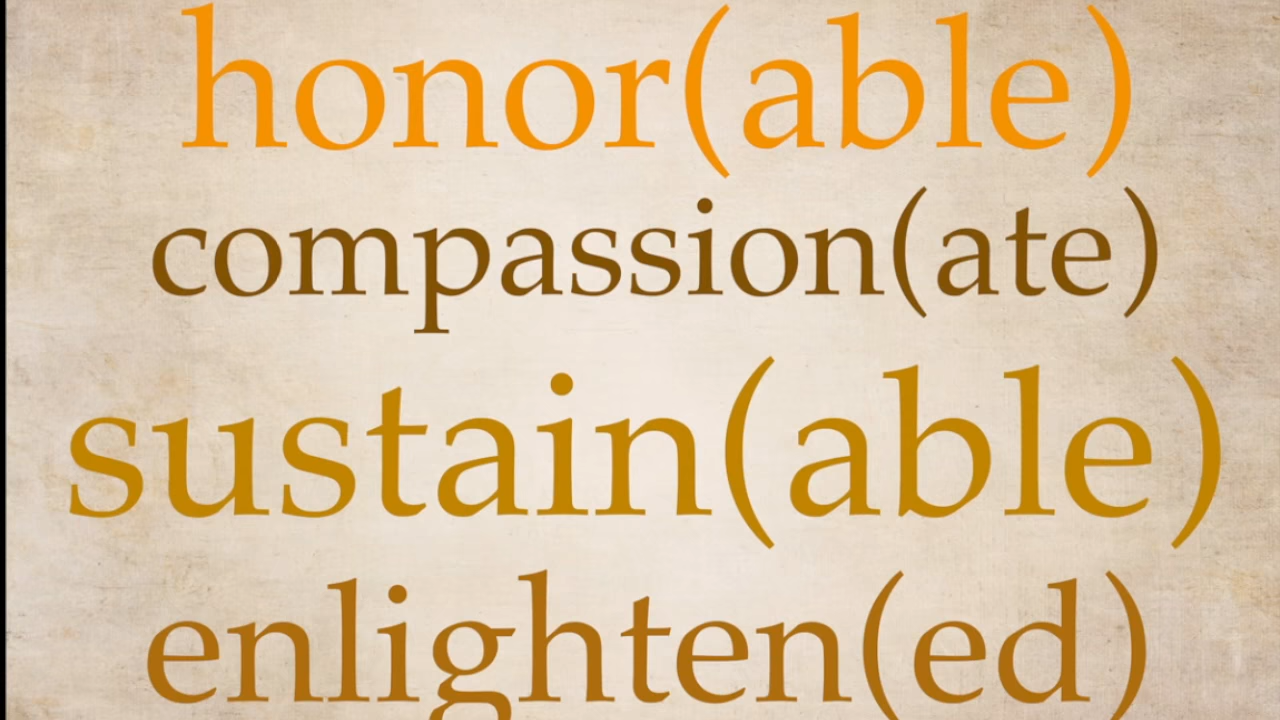 honor(able)
compassion(ate)
sustain(able)
enlighten(ed)